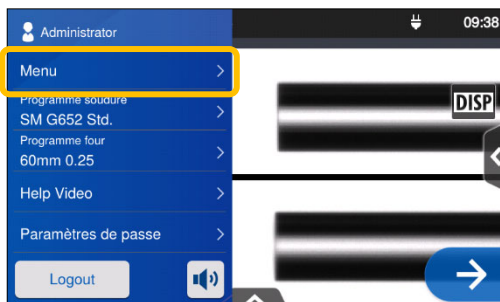 Administrator
09:38
Menu
Programme soudure
SM G652 Std.
DISP
Programme four
60mm 0.25
Help Video
Paramètres de passe
Logout